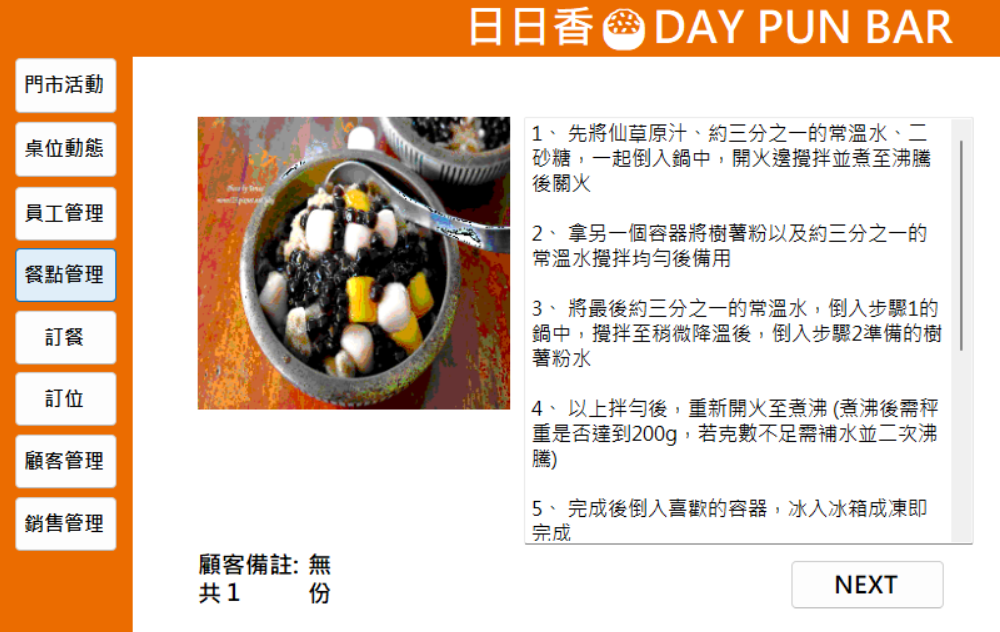 日日香 DAY PUN BAR
門市活動
桌位動態
員工管理
餐點管理
訂餐
訂位
顧客管理
銷售管理
1、 先將仙草原汁、約三分之一的常溫水、二
砂糖，一起倒入鍋中，開火邊攪拌並煮至沸騰
後關火
2、 拿另一個容器將樹薯粉以及約三分之一的
常溫水攪拌均勻後備用
3、 將最後約三分之一的常溫水，倒入步驟1的
鍋中，攪拌至稍微降溫後，倒入步驟2準備的樹
薯粉水
4、 以上拌勻後，重新開火至煮沸 (煮沸後需秤
重是否達到200g，若克數不足需補水並二次沸
騰)
5、 完成後倒入喜歡的容器，冰入冰箱成凍即
完成
顧客備註: 無
共 1 份
NEXT